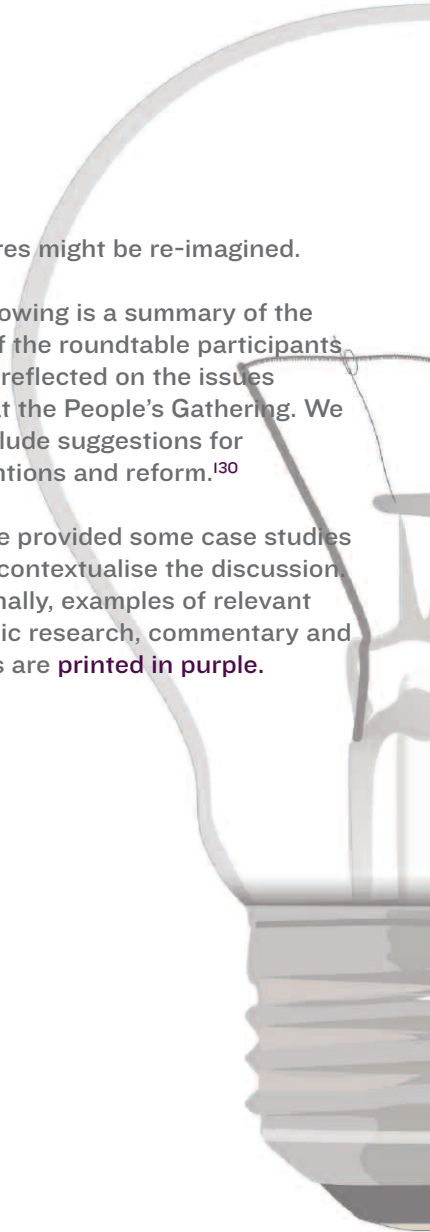 res might be re-imagined.
owing is a summary of the
f the roundtable participants
reflected on the issues
at the People's Gathering. We
lude suggestions for
ntions and reform.130
e provided some case studies
contextualise the discussion.
nally, examples of relevant
ic research, commentary and
s are printed in purple.